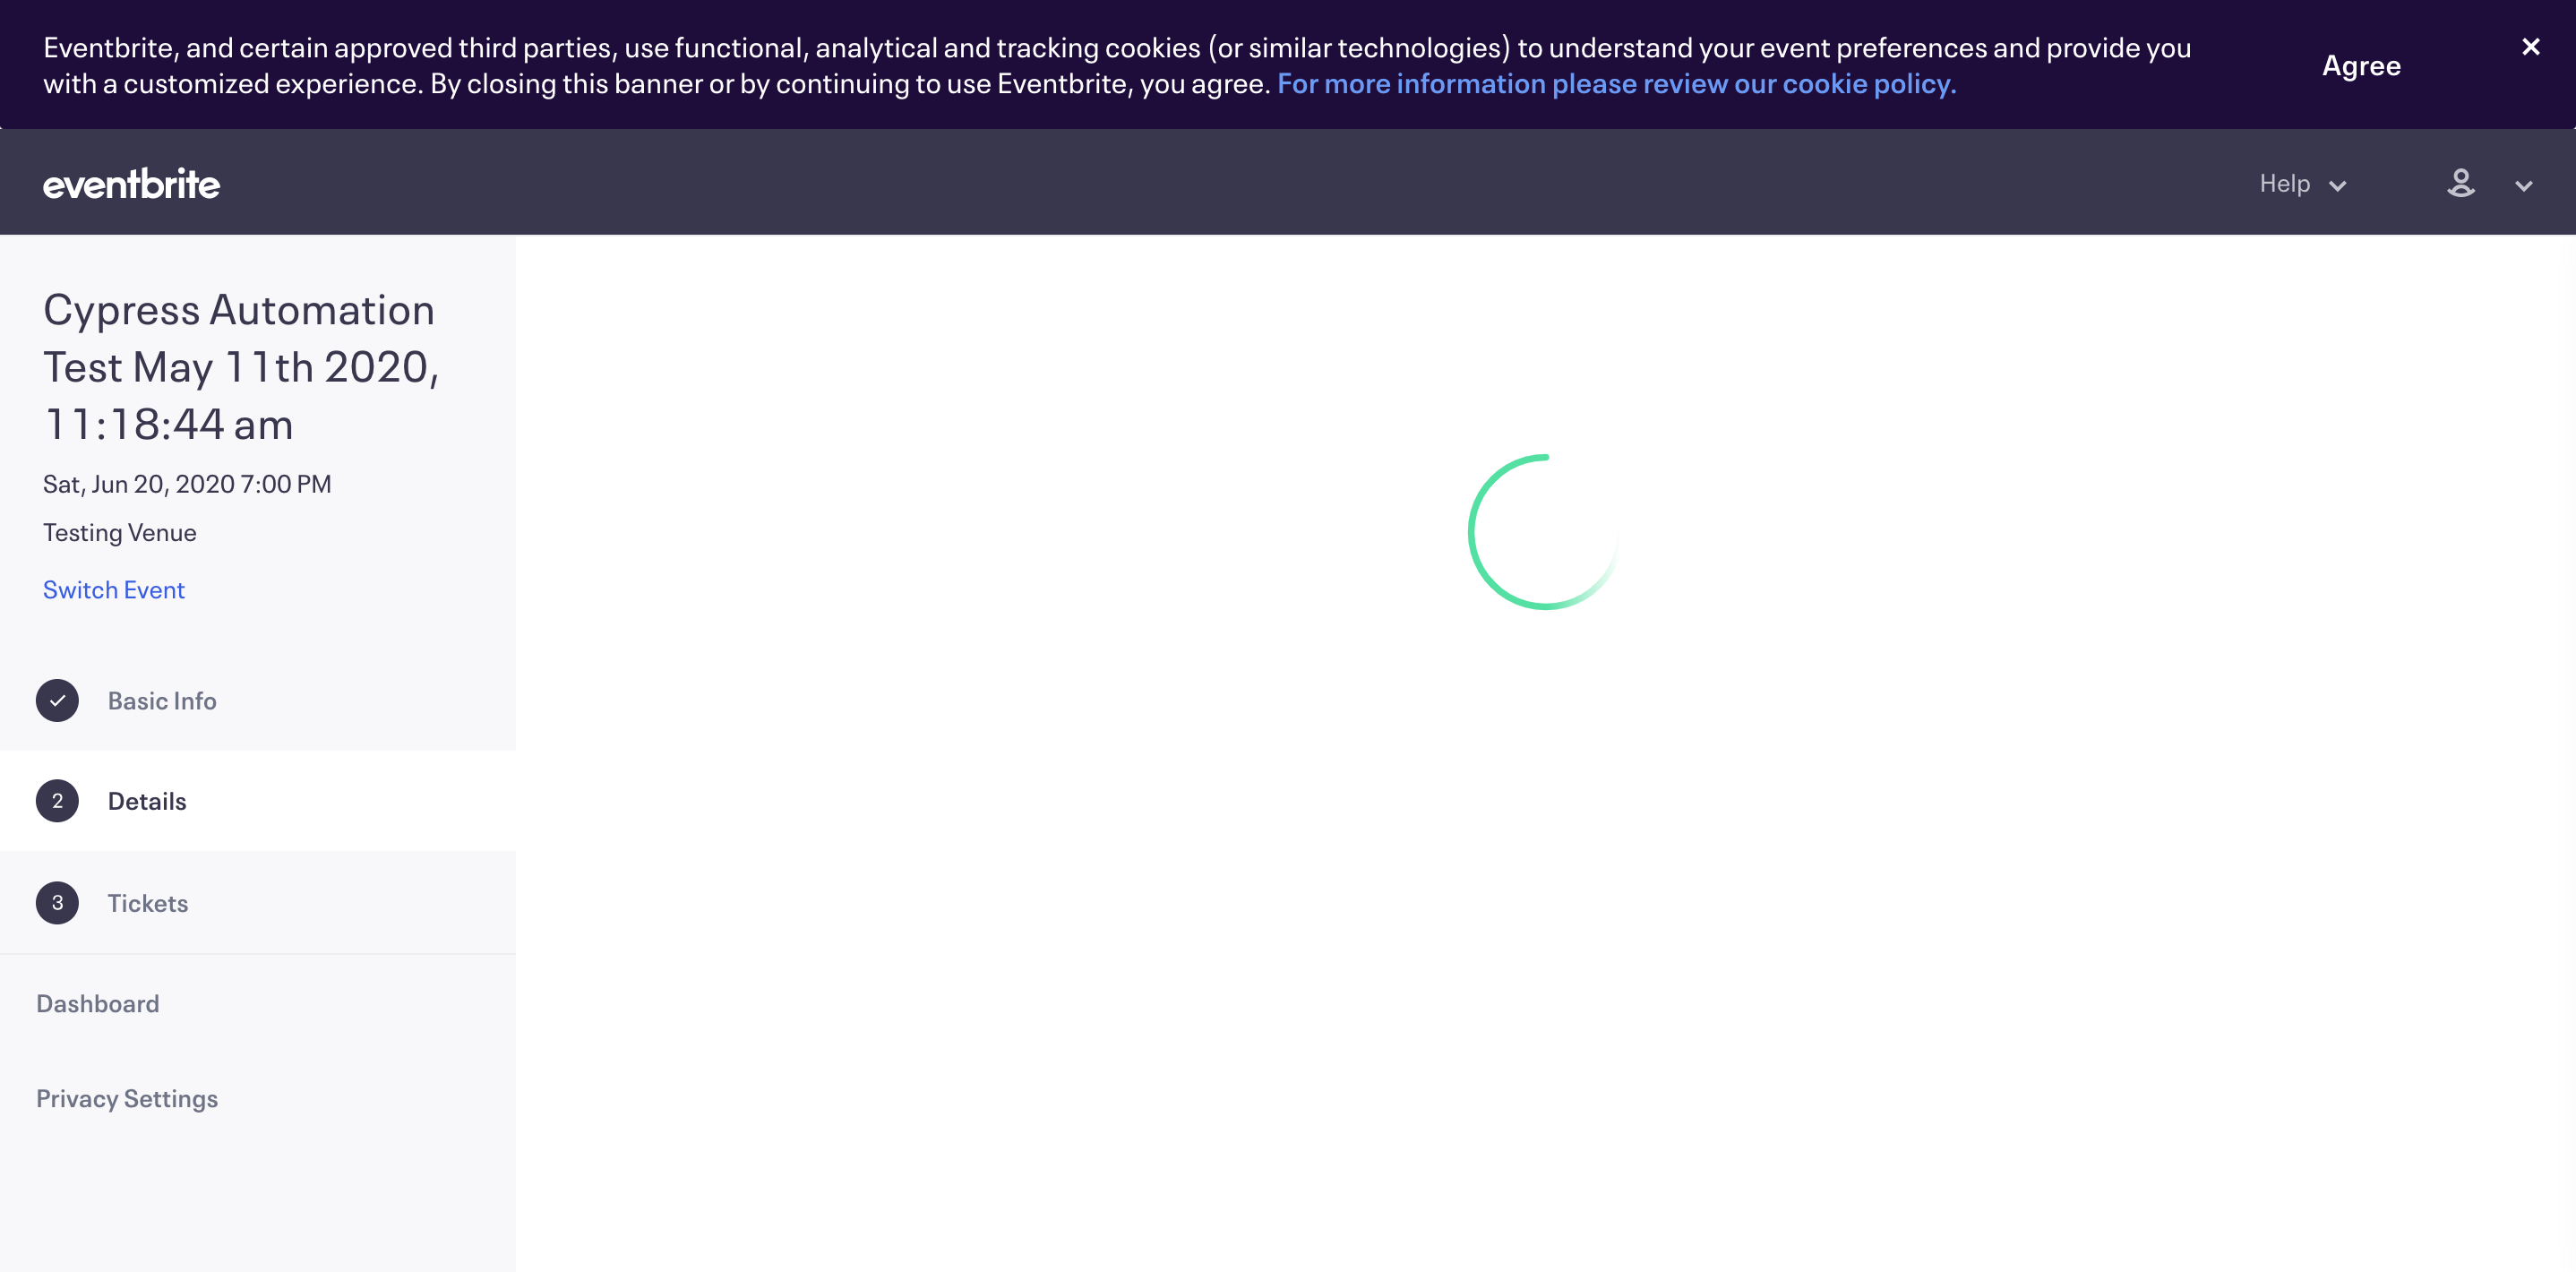 Eventbrite, and certain approved third parties, use functional, analytical and tracking cookies (or similar technologies) to understand your event preferences and provide you
with a customized experience. By closing this banner or by continuing to use Eventbrite, you agree. For more information please review our cookie policy.
Agree
eventbrite
Help
Cypress Automation
Test May 11th 2020,
11:18:44 am
Sat, Jun 20, 2020 7:00 PM
Testing Venue
Switch Event
Basic Info
2 Details
3 Tickets
Dashboard
Privacy Settings